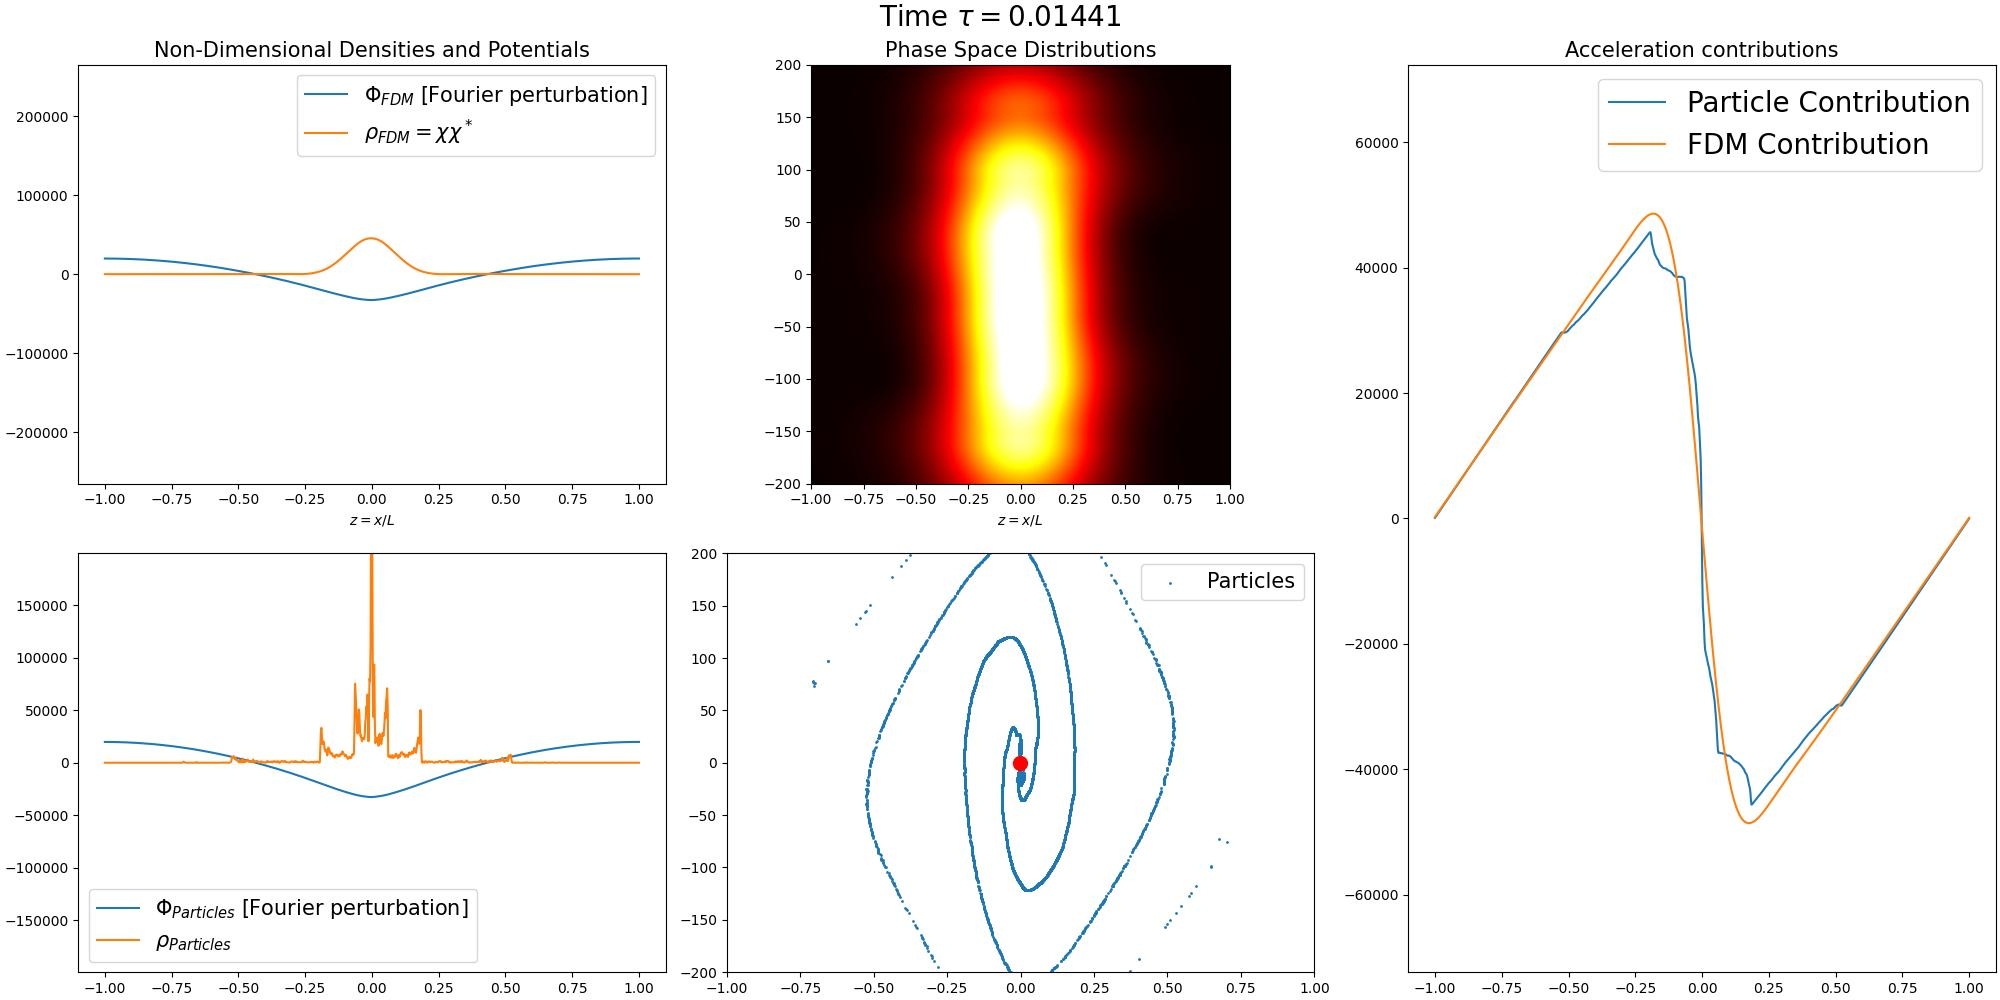 Time τ = 0.01441
Non-Dimensional Densities and Potentials
Φ_FDM [Fourier perturbation]
ρ_FDM = χχ*
200000
100000
0
−100000
−200000
−1.00 −0.75 −0.50 −0.25 0.00 0.25 0.50 0.75 1.00
z = x/L
Phase Space Distributions
200
150
100
50
0
−50
−100
−150
−200
−1.00 −0.75 −0.50 −0.25 0.00 0.25 0.50 0.75 1.00
z = x/L
Acceleration contributions
Particle Contribution
FDM Contribution
60000
40000
20000
0
−20000
−40000
−60000
−1.00 −0.75 −0.50 −0.25 0.00 0.25 0.50 0.75 1.00
150000
100000
50000
0
−50000
−100000
−150000
Φ_Particles [Fourier perturbation]
ρ_Particles
−1.00 −0.75 −0.50 −0.25 0.00 0.25 0.50 0.75 1.00
Particles
200
150
100
50
0
−50
−100
−150
−200
−1.00 −0.75 −0.50 −0.25 0.00 0.25 0.50 0.75 1.00